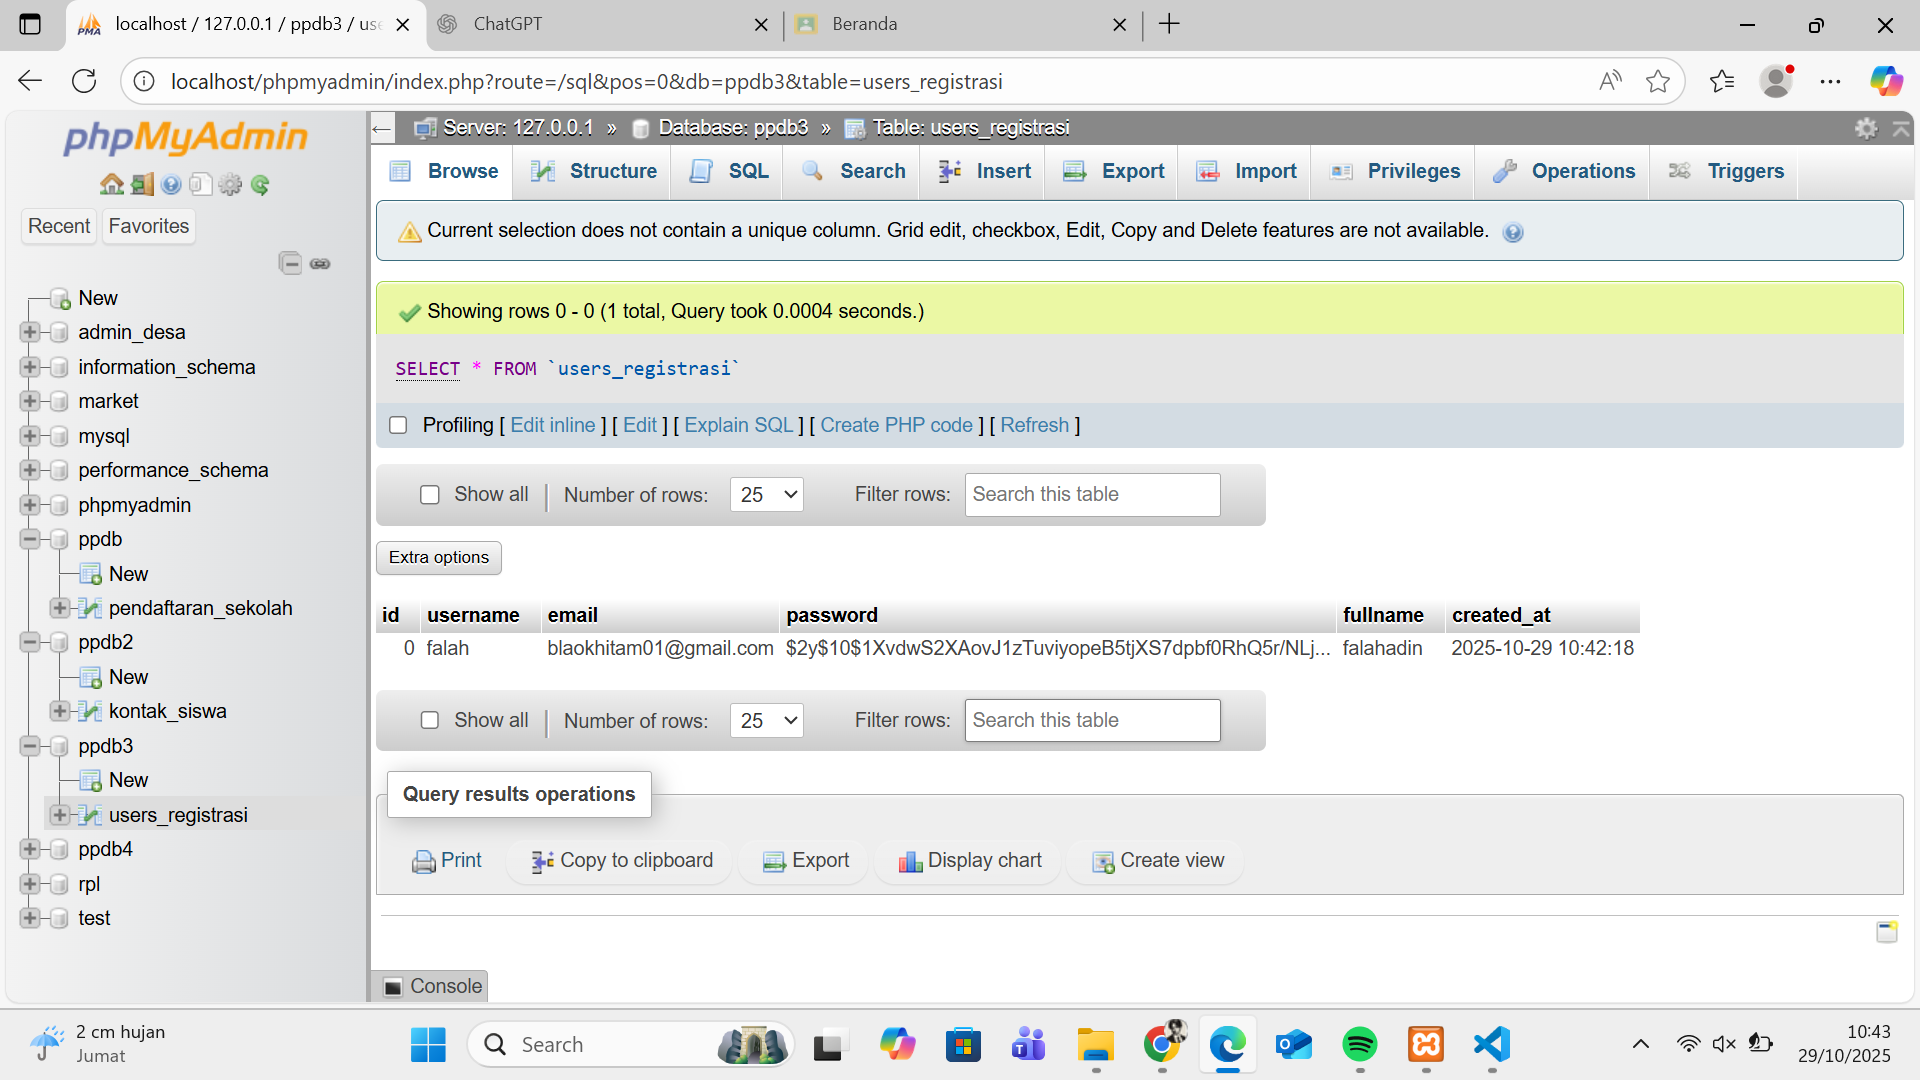 localhost / 127.0.0.1 / ppdb3 / use
ChatGPT
Beranda
localhost/phpmyadmin/index.php?route=/sql&pos=0&db=ppdb3&table=users_registrasi
phpMyAdmin
Recent
Favorites
New
admin_desa
information_schema
market
mysql
performance_schema
phpmyadmin
ppdb
New
pendaftaran_sekolah
ppdb2
New
kontak_siswa
ppdb3
New
users_registrasi
ppdb4
rpl
test
Server: 127.0.0.1 » Database: ppdb3 » Table: users_registrasi
Browse Structure SQL Search Insert Export Import Privileges Operations Triggers
Current selection does not contain a unique column. Grid edit, checkbox, Edit, Copy and Delete features are not available.
Showing rows 0 - 0 (1 total, Query took 0.0004 seconds.)
SELECT * FROM `users_registrasi`
Profiling [ Edit inline ] [ Edit ] [ Explain SQL ] [ Create PHP code ] [ Refresh ]
Show all Number of rows: 25 Filter rows: Search this table
Extra options
id username email password fullname created_at
0 falah blaokhitam01@gmail.com $2y$10$1XvdwS2XAovJ1zTuviyopeB5tjXS7dpbf0RhQ5r/NLj... falahadin 2025-10-29 10:42:18
Show all Number of rows: 25 Filter rows: Search this table
Query results operations
Print Copy to clipboard Export Display chart Create view
Console
2 cm hujan
Jumat
Search
10:43
29/10/2025